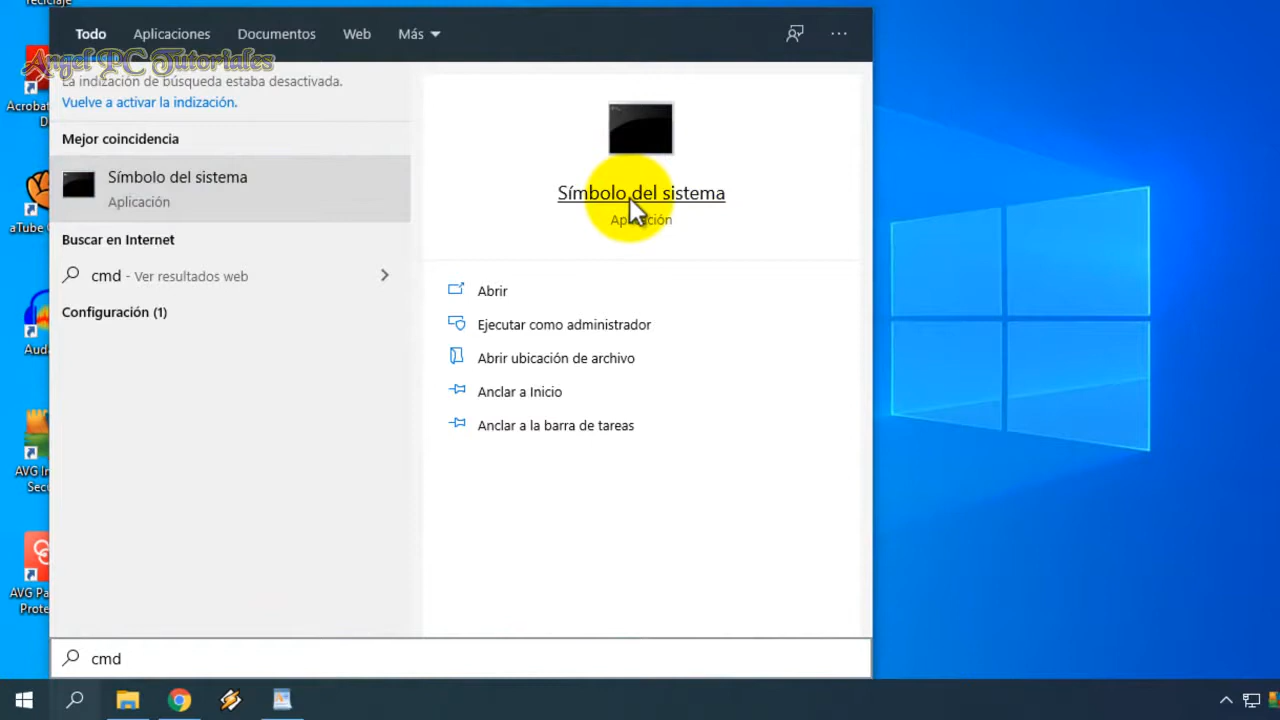 reciclaje
Todo Aplicaciones Documentos Web Más
Angel PC Tutoriales
La indización de búsqueda estaba desactivada.
Vuelve a activar la indización.
Mejor coincidencia
Símbolo del sistema
Aplicación
Buscar en Internet
cmd - Ver resultados web
Configuración (1)
Símbolo del sistema
Aplicación
Abrir
Ejecutar como administrador
Abrir ubicación de archivo
Anclar a Inicio
Anclar a la barra de tareas
Acrobat
D
aTube
Aud
AVG In
Secu
AVG Pa
Prote
cmd